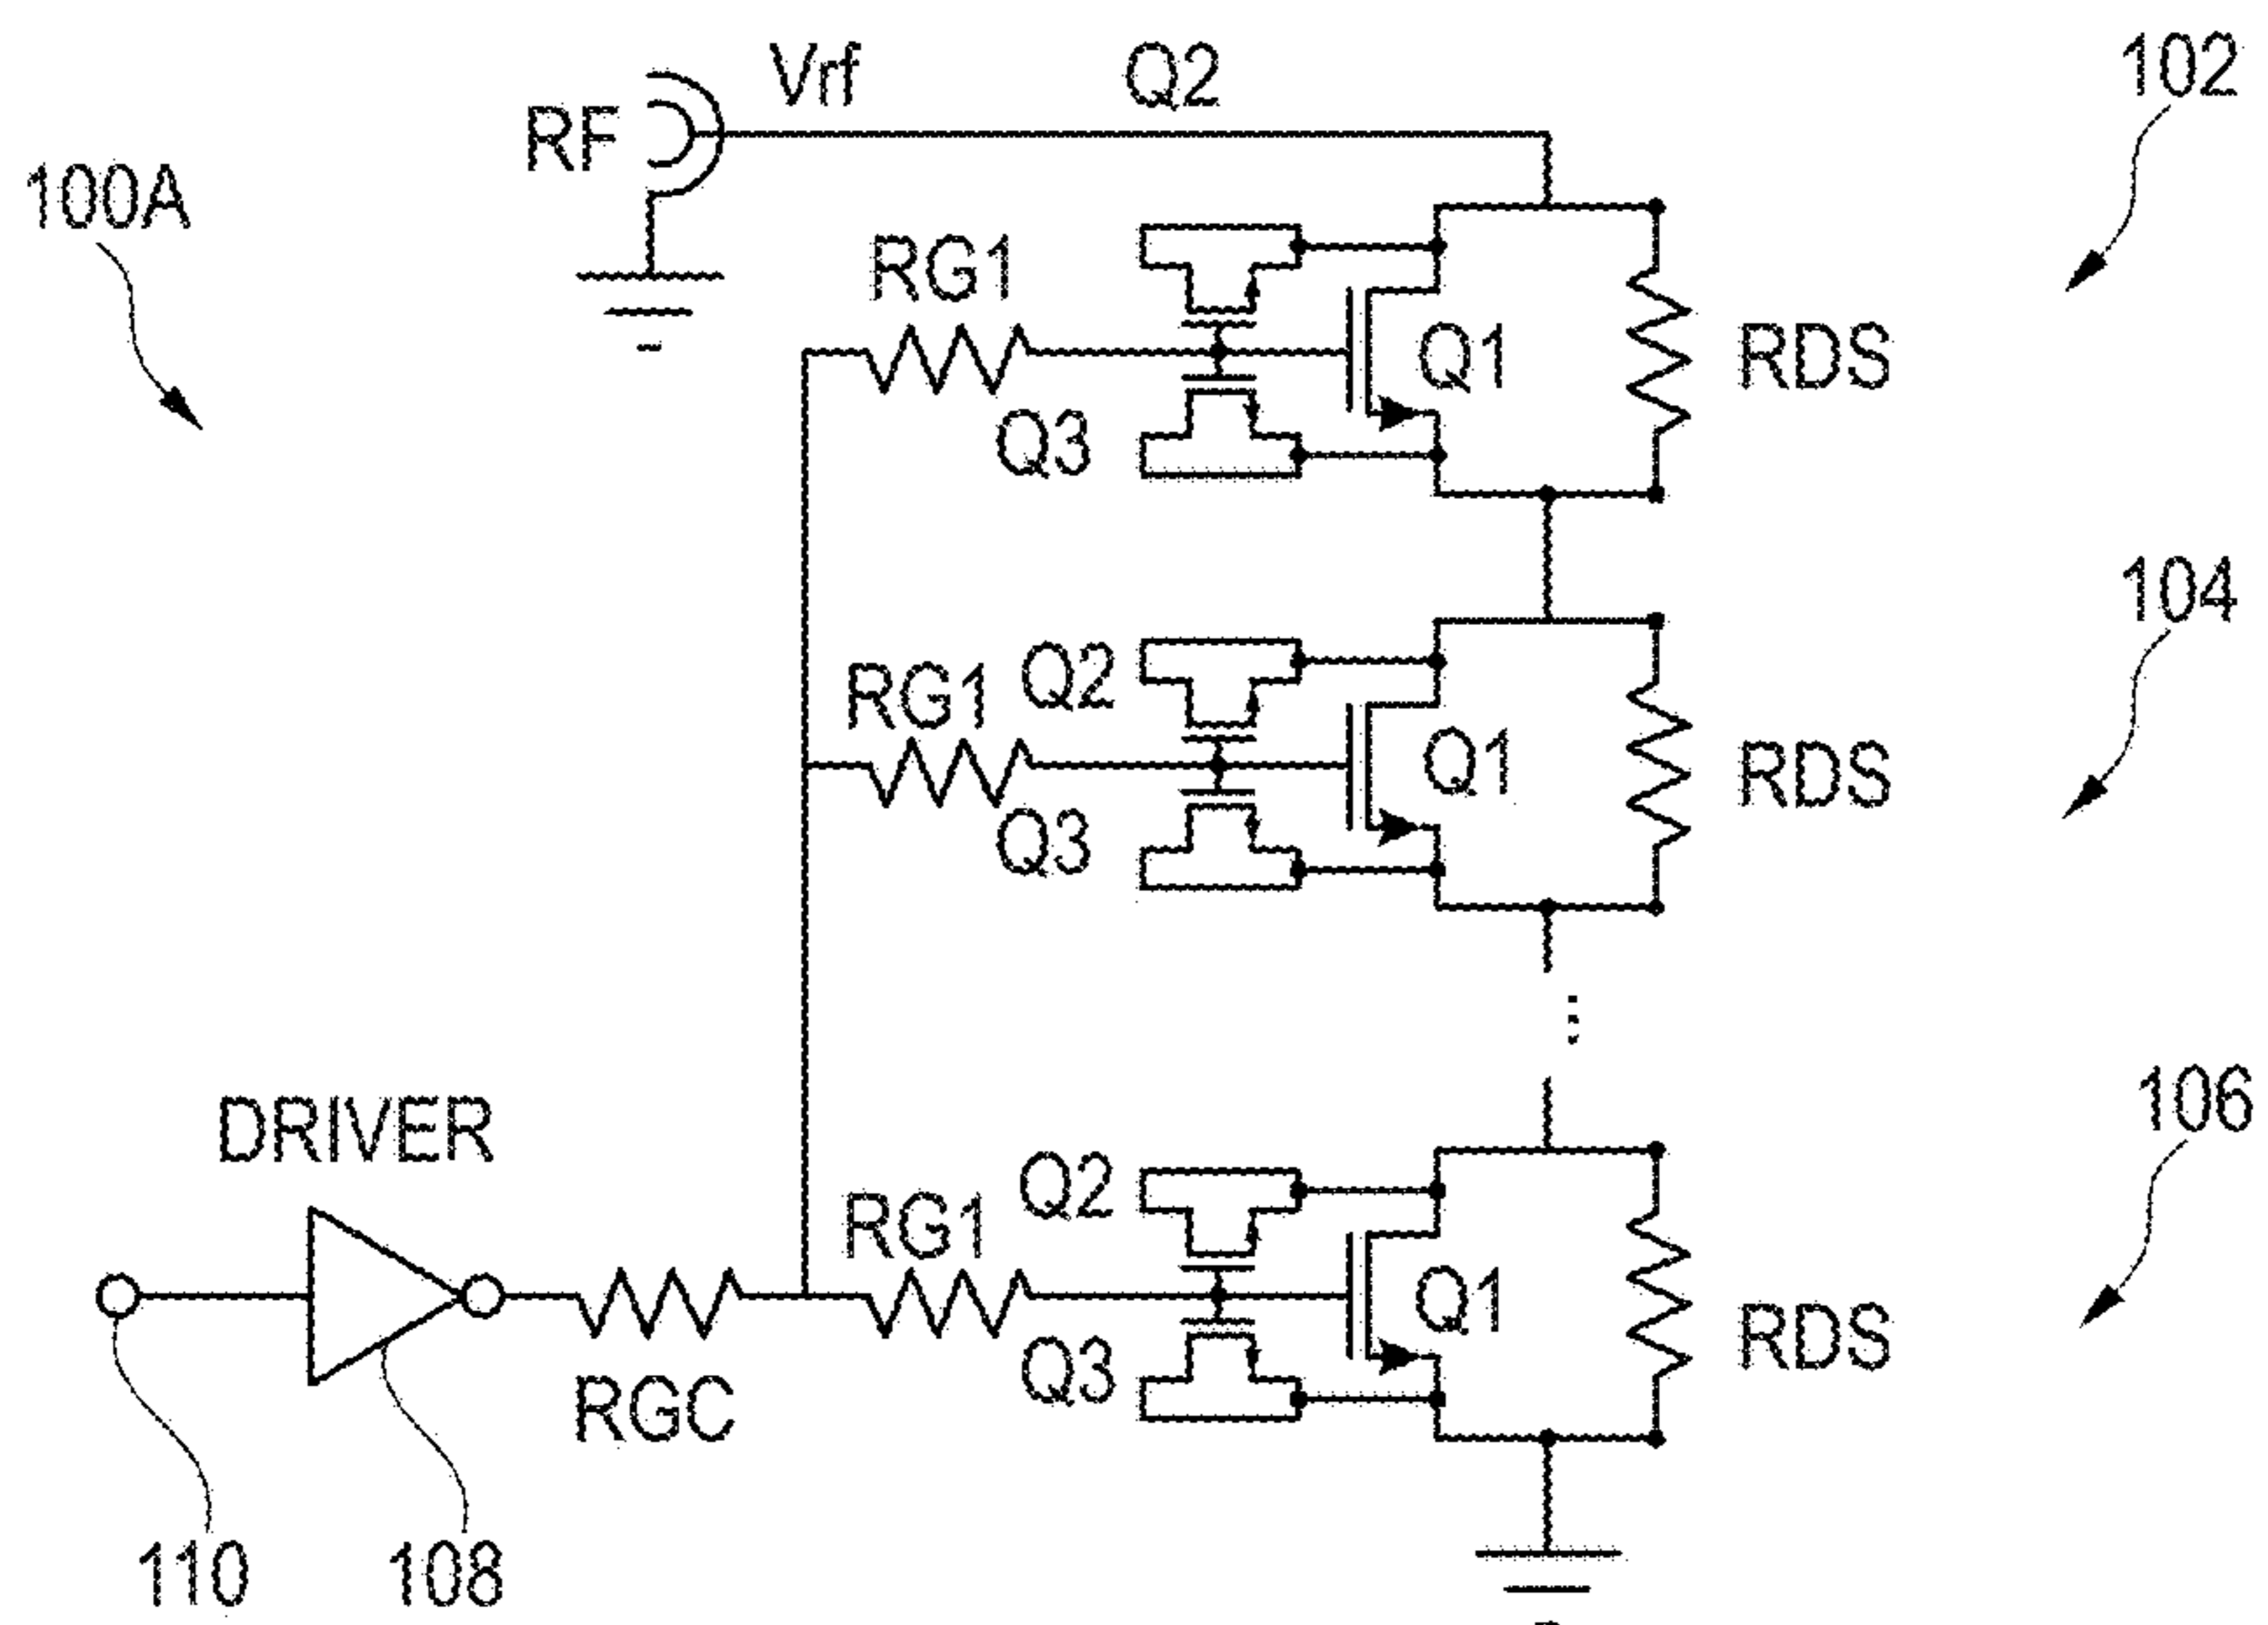 Vrf Q2 102
RF
100A
RG1
Q1 RDS
Q3
104
Q2
RG1
Q1 RDS
Q3
106
DRIVER
Q2
RG1
Q1 RDS
Q3
RGC
110 108